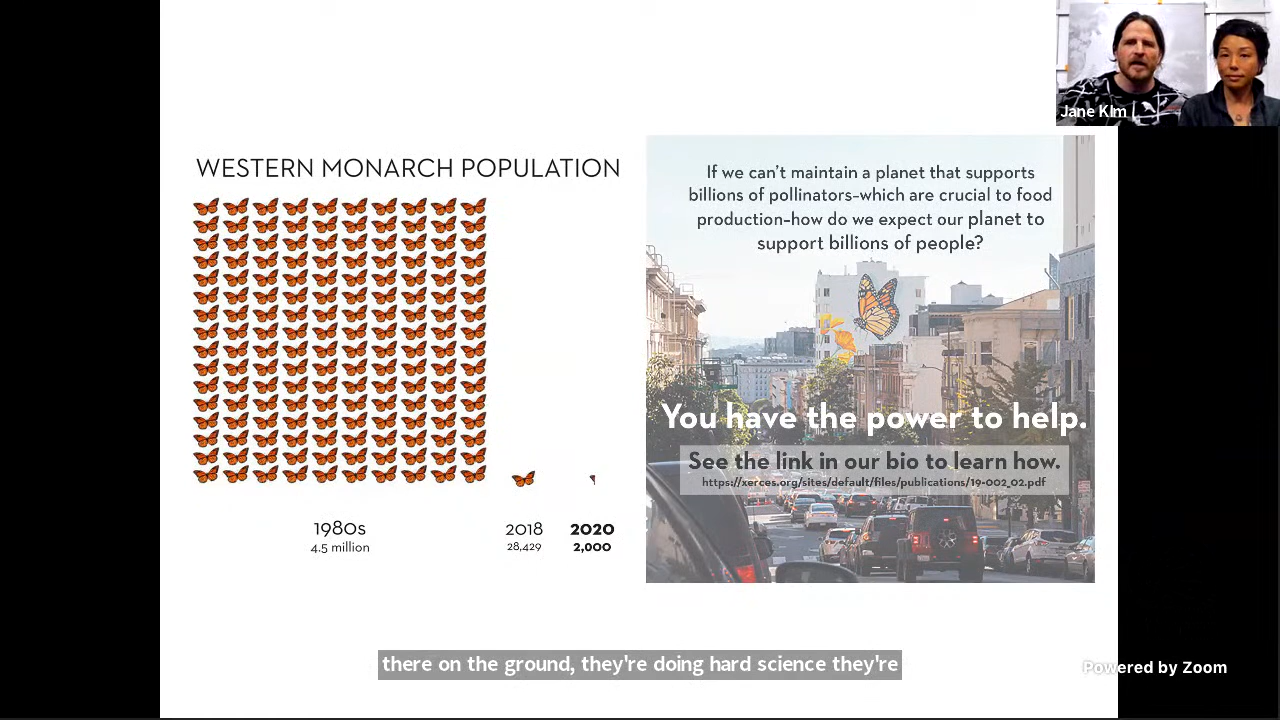 Jane KIm
WESTERN MONARCH POPULATION
1980s
4.5 million
2018
28,429
2020
2,000
If we can't maintain a planet that supports
billions of pollinators–which are crucial to food
production–how do we expect our planet to
support billions of people?
You have the power to help.
See the link in our bio to learn how.
https://xerces.org/sites/default/files/publications/19-002_02.pdf
there on the ground, they're doing hard science they're
Powered by Zoom